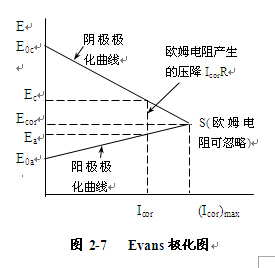 E
E0c
阴极极
化曲线
欧姆电阻产生
的压降 IcorR
Ec
Ecor
Ea
E0a
S(欧姆电
阻可忽略)
阳极极
化曲线
Icor
(Icor)max
图 2-7 Evans 极化图